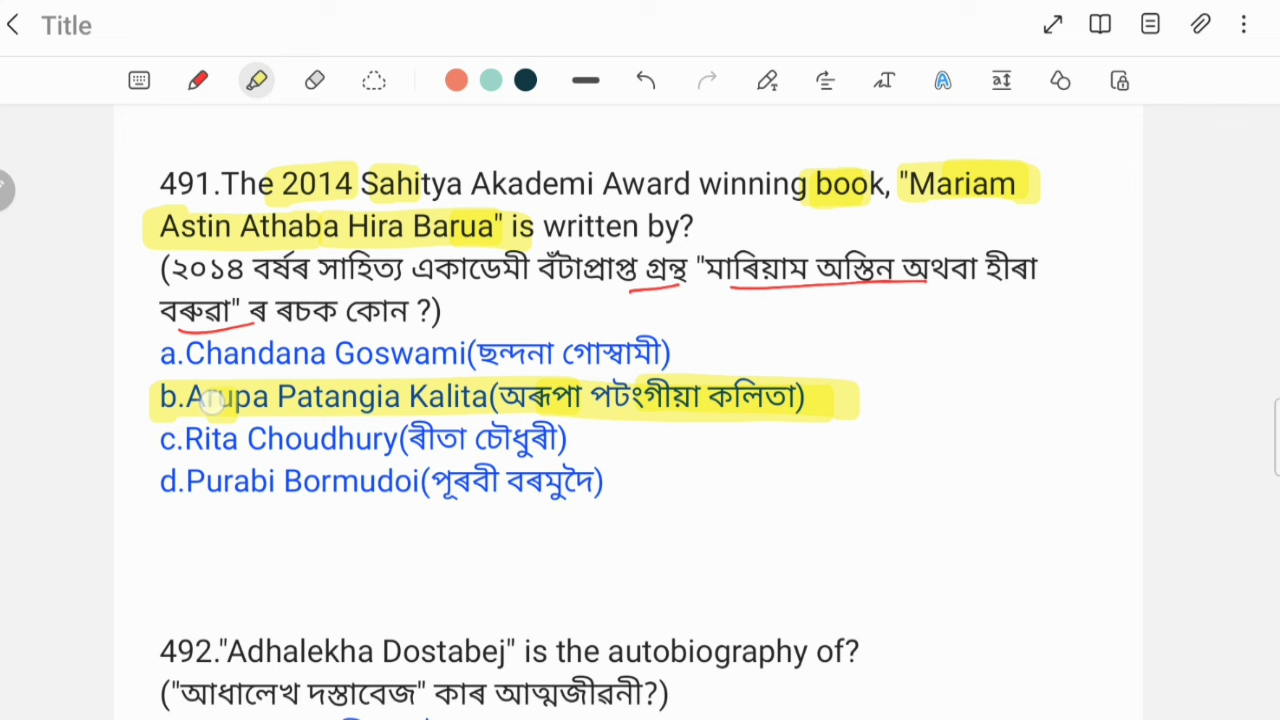 Title
491.The 2014 Sahitya Akademi Award winning book, "Mariam
Astin Athaba Hira Barua" is written by?
(২০১৪ বৰ্ষৰ সাহিত্য একাডেমী বঁটাপ্ৰাপ্ত গ্ৰন্থ "মাৰিয়াম অস্তিন অথবা হীৰা
বৰুৱা" ৰ ৰচক কোন ?)
a.Chandana Goswami(ছন্দনা গোস্বামী)
b.Arupa Patangia Kalita(অৰূপা পটংগীয়া কলিতা)
c.Rita Choudhury(ৰীতা চৌধুৰী)
d.Purabi Bormudoi(পূৰবী বৰমুদৈ)
492."Adhalekha Dostabej" is the autobiography of?
("আধালেখ দস্তাবেজ" কাৰ আত্মজীৱনী?)